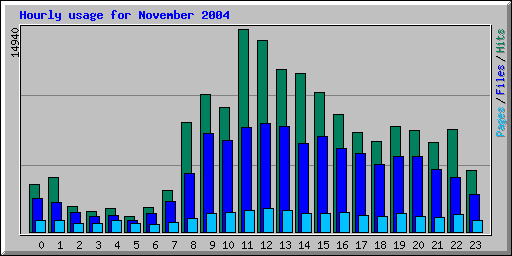 Hourly usage for November 2004
14940
Pages / Files / Hits
0 1 2 3 4 5 6 7 8 9 10 11 12 13 14 15 16 17 18 19 20 21 22 23